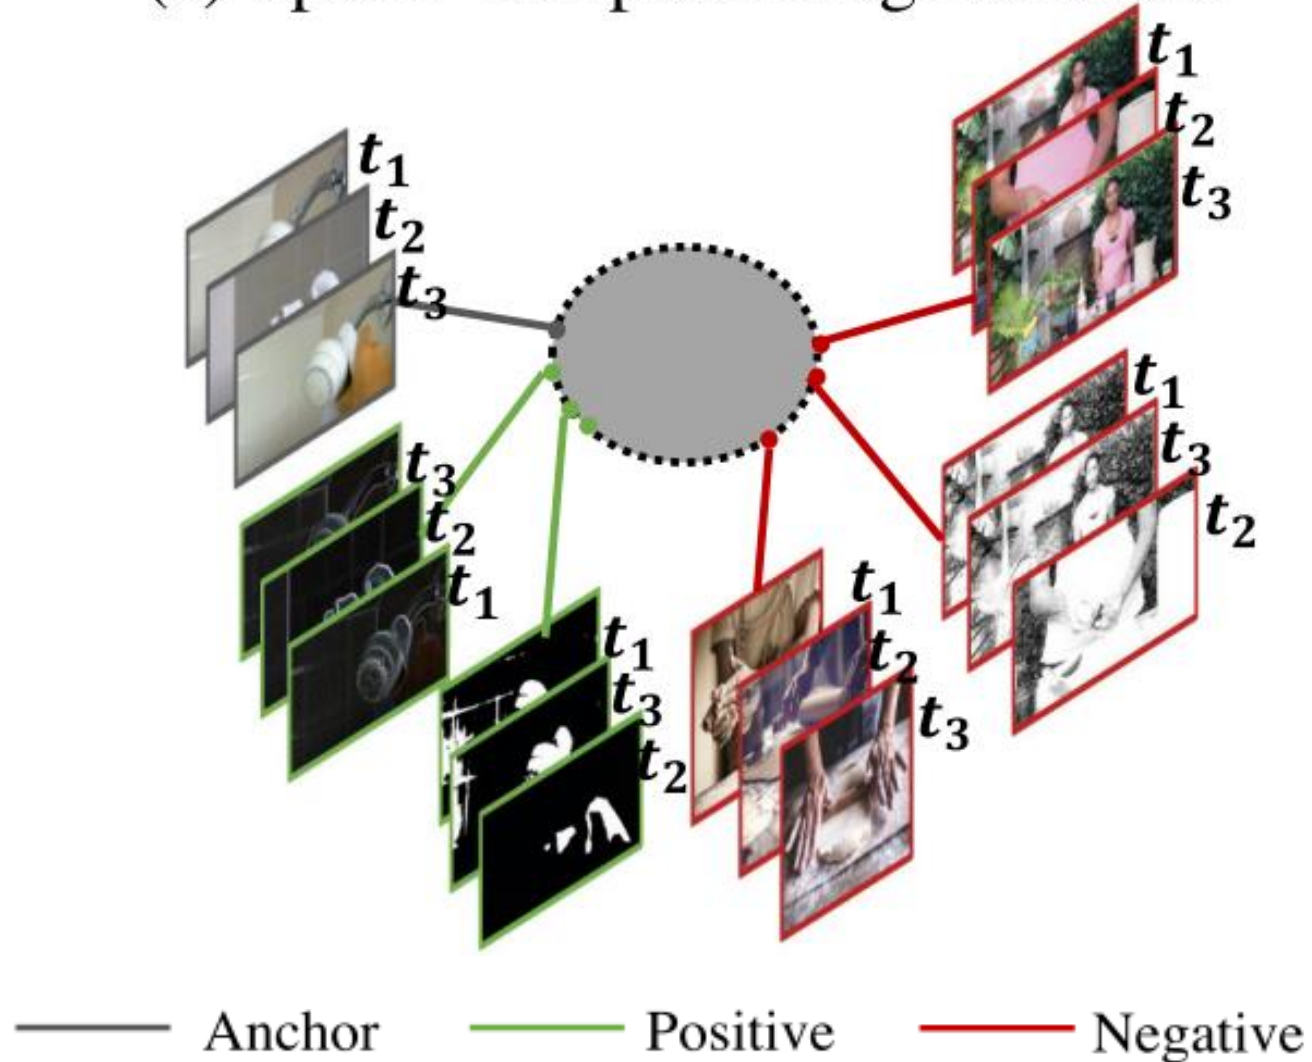 t₁
t₂
t₃
t₁
t₂
t₃
t₃
t₂
t₁
t₁
t₃
t₂
t₁
t₂
t₃
t₁
t₃
t₂
Anchor
Positive
Negative